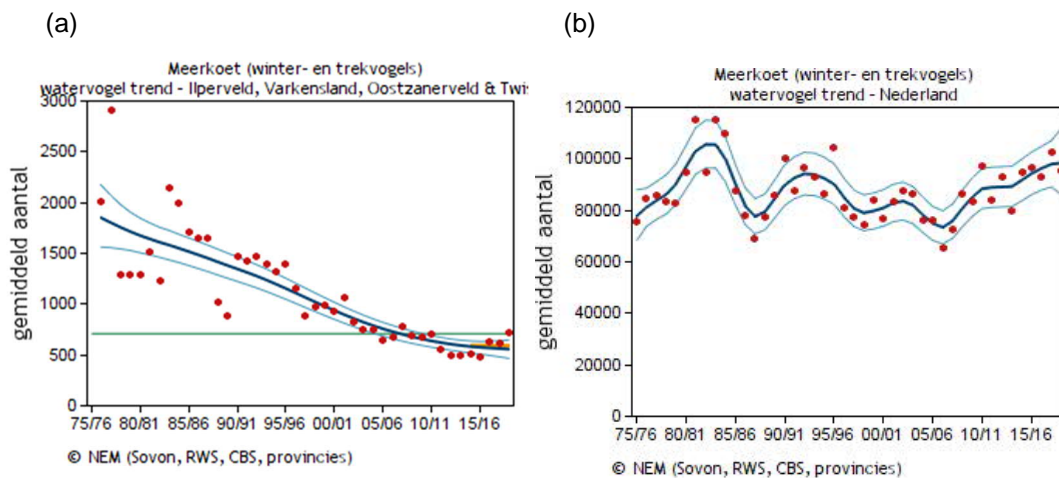 (a)
Meerkoet (winter- en trekvogels)
watervogel trend - Ilperveld, Varkensland, Oostzanerveld & Twis
gemiddeld aantal
3000
2500
2000
1500
1000
500
0
75/76 80/81 85/86 90/91 95/96 00/01 05/06 10/11 15/16
© NEM (Sovon, RWS, CBS, provincies)
(b)
Meerkoet (winter- en trekvogels)
watervogel trend - Nederland
gemiddeld aantal
120000
100000
80000
60000
40000
20000
0
75/76 80/81 85/86 90/91 95/96 00/01 05/06 10/11 15/16
© NEM (Sovon, RWS, CBS, provincies)